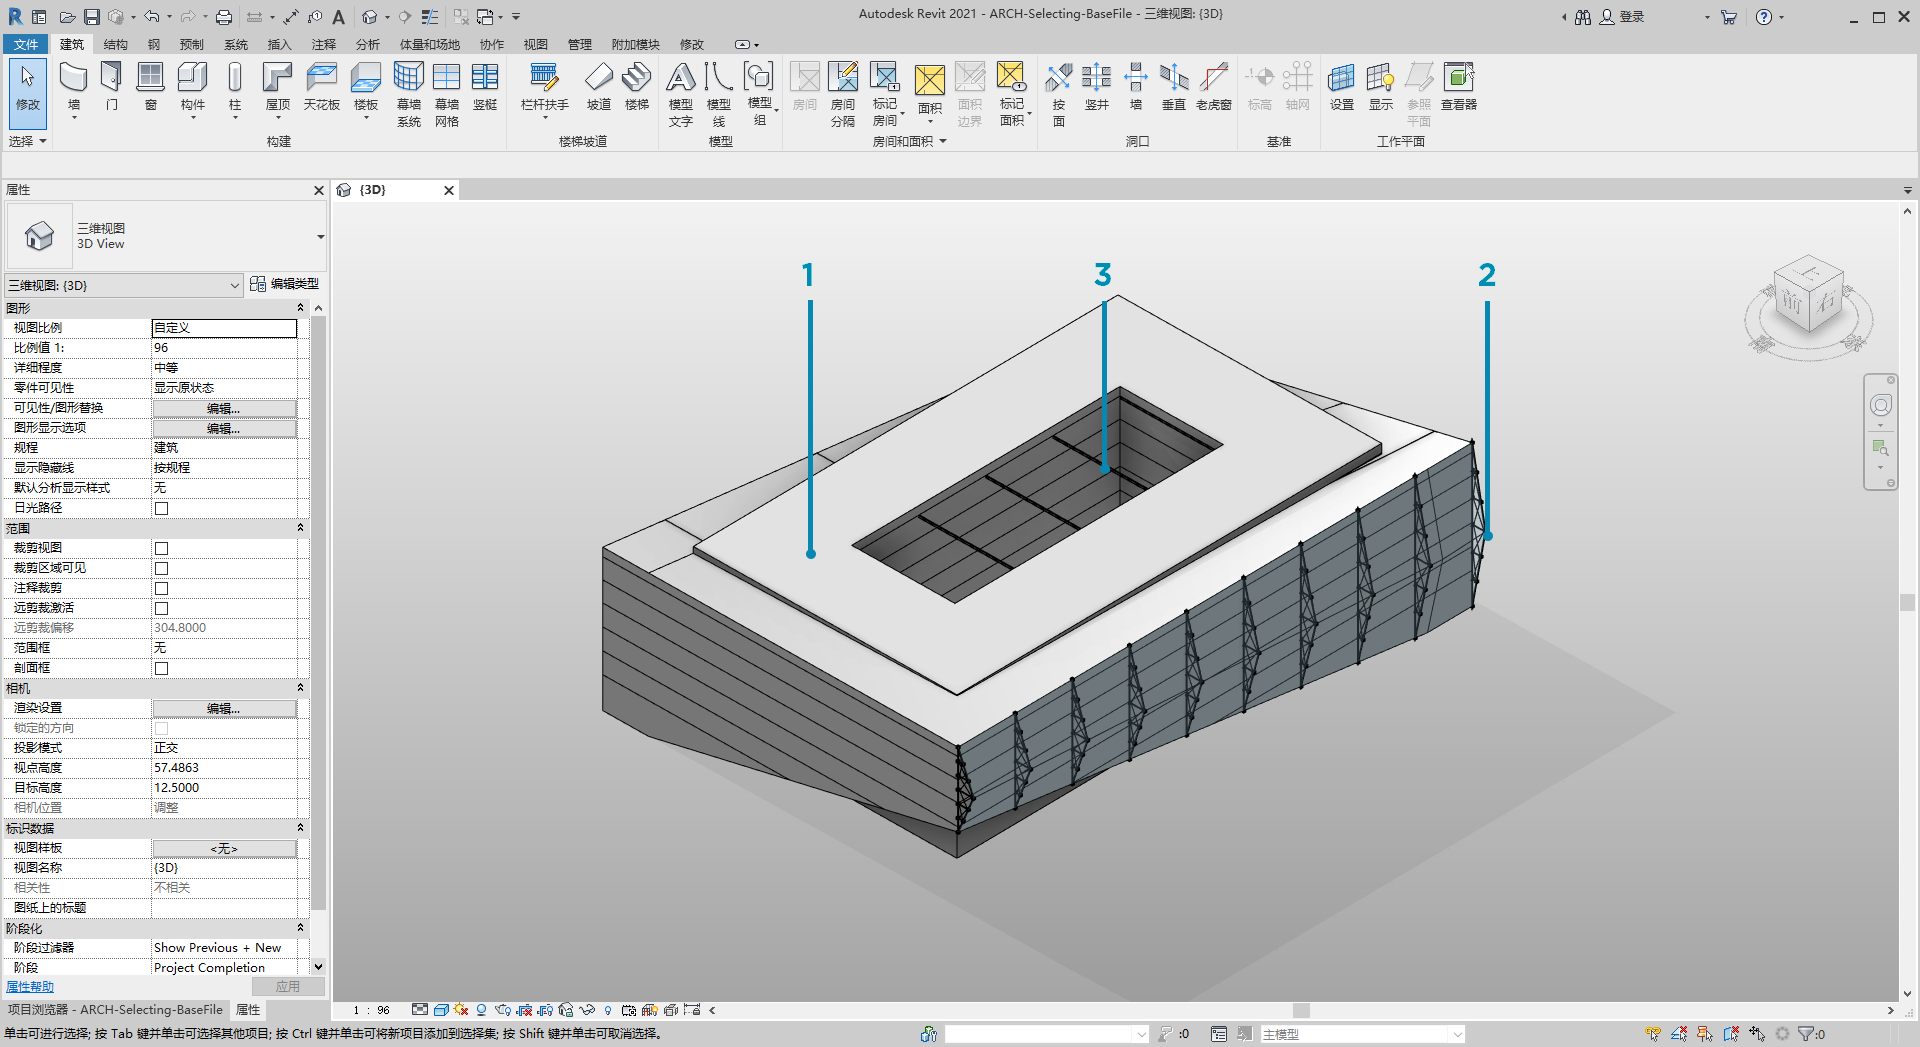 Autodesk Revit 2021 - ARCH-Selecting-BaseFile - 三维视图: {3D}
登录
文件 建筑 结构 钢 预制 系统 插入 注释 分析 体量和场地 协作 视图 管理 附加模块 修改
修改 墙 门 窗 构件 柱 屋顶 天花板 楼板 幕墙 系统 幕墙 网格 竖梃 栏杆扶手 坡道 楼梯 模型 文字 模型 线 模型 组 房间 房间 分隔 标记 房间 面积 面积 边界 标记 面积 按 面 竖井 墙 垂直 老虎窗 标高 轴网 设置 显示 参照 平面 查看器
选择 构建 楼梯坡道 模型 房间和面积 洞口 基准 工作平面
属性
{3D}
三维视图
3D View
三维视图: {3D}
编辑类型
图形
视图比例 自定义
比例值 1: 96
详细程度 中等
零件可见性 显示原状态
可见性/图形替换 编辑...
图形显示选项 编辑...
规程 建筑
显示隐藏线 按规程
默认分析显示样式 无
日光路径
范围
裁剪视图
裁剪区域可见
注释裁剪
远剪裁激活
远剪裁偏移 304.8000
范围框 无
剖面框
相机
渲染设置 编辑...
锁定的方向
投影模式 正交
视点高度 57.4863
目标高度 12.5000
相机位置 调整
标识数据
视图样板 <无>
视图名称 {3D}
相关性 不相关
图纸上的标题
阶段化
阶段过滤器 Show Previous + New
阶段 Project Completion
属性帮助 应用
项目浏览器 - ARCH-Selecting-BaseFile 属性
1 3 2
上
前 右
1 : 96
单击可进行选择; 按 Tab 键并单击可选择其他项目; 按 Ctrl 键并单击可将新项目添加到选择集; 按 Shift 键并单击可取消选择。
:0
主模型
:0